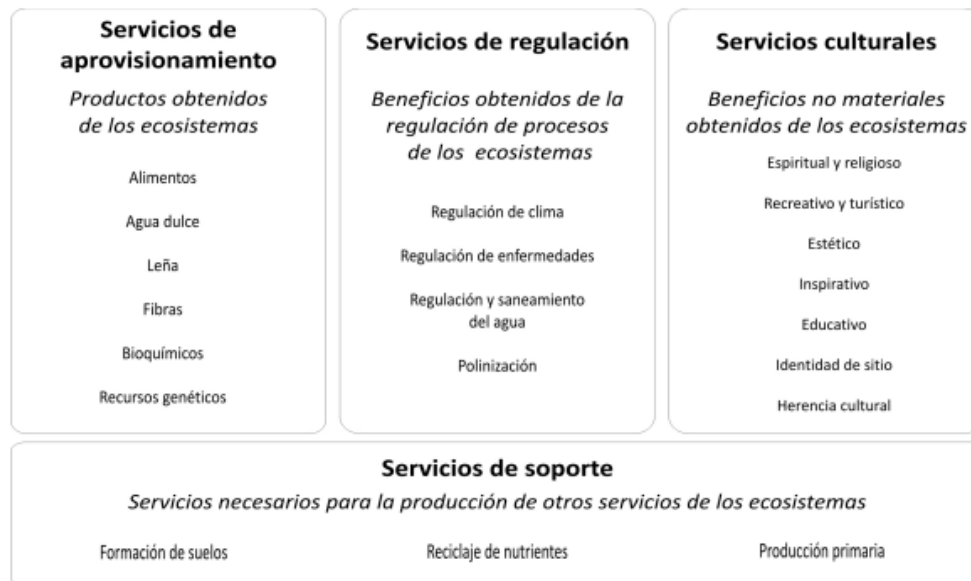 Servicios de
aprovisionamiento
Productos obtenidos
de los ecosistemas
Alimentos
Agua dulce
Leña
Fibras
Bioquímicos
Recursos genéticos
Servicios de regulación
Beneficios obtenidos de la
regulación de procesos
de los ecosistemas
Regulación de clima
Regulación de enfermedades
Regulación y saneamiento
del agua
Polinización
Servicios culturales
Beneficios no materiales
obtenidos de los ecosistemas
Espiritual y religioso
Recreativo y turístico
Estético
Inspirativo
Educativo
Identidad de sitio
Herencia cultural
Servicios de soporte
Servicios necesarios para la producción de otros servicios de los ecosistemas
Formación de suelos
Reciclaje de nutrientes
Producción primaria